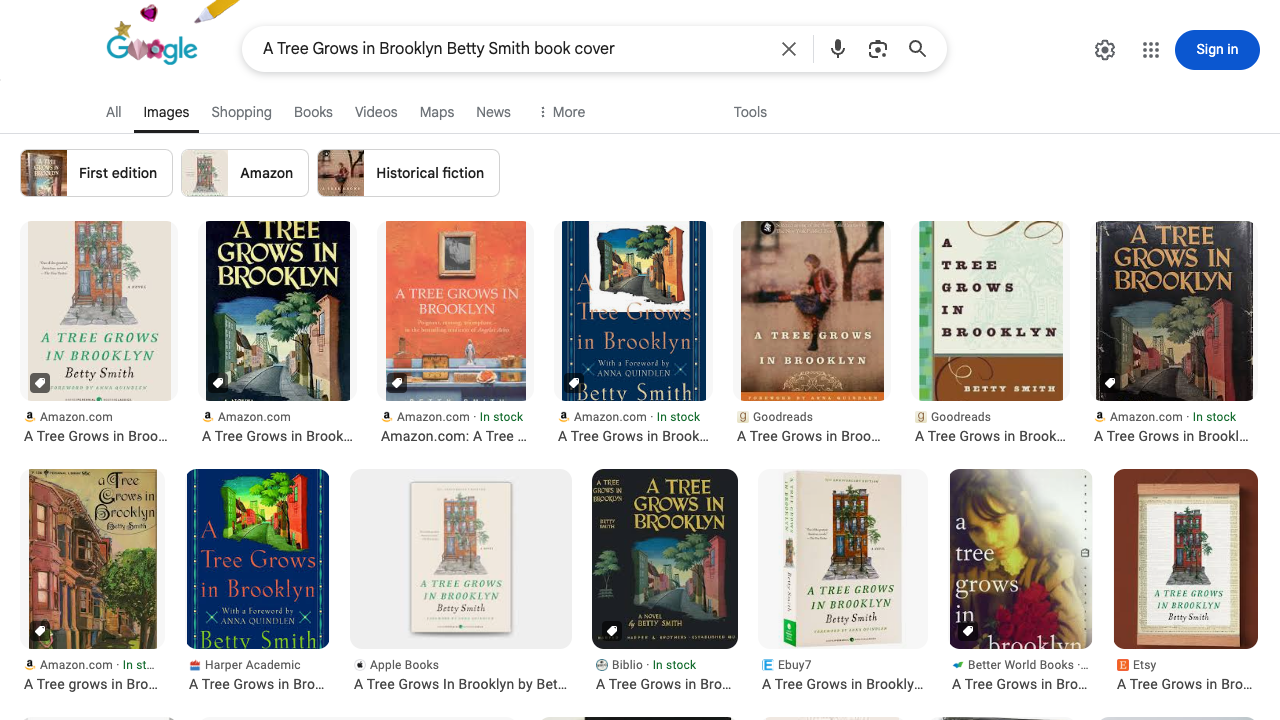 Google
A Tree Grows in Brooklyn Betty Smith book cover
Sign in
All
Images
Shopping
Books
Videos
Maps
News
More
Tools
First edition
Amazon
Historical fiction
A NOVEL
A TREE GROWS
IN BROOKLYN
Betty Smith
FOREWORD BY ANNA QUINDLEN
A TREE
GROWS IN
BROOKLYN
A TREE GROWS IN
BROOKLYN
A
Tree Grows
in Brooklyn
With a Foreword by
ANNA QUINDLEN
Betty Smith
A TREE GROWS
IN BROOKLYN
FOREWORD BY ANNA QUINDLEN
A
TREE
GROWS
IN
BROOKLYN
BETTY SMITH
A TREE
GROWS IN
BROOKLYN
Amazon.com
A Tree Grows in Broo...
Amazon.com
A Tree Grows in Brook...
Amazon.com · In stock
Amazon.com: A Tree ...
Amazon.com · In stock
A Tree Grows in Brook...
Goodreads
A Tree Grows in Broo...
Goodreads
A Tree Grows in Brook...
Amazon.com · In stock
A Tree Grows in Brookl...
a Tree
Grows in
Brooklyn
Betty Smith
A
Tree Grows
in Brooklyn
With a Foreword by
ANNA QUINDLEN
Betty Smith
A TREE GROWS
IN BROOKLYN
Betty Smith
A TREE
GROWS IN
BROOKLYN
BETTY
SMITH
A TREE
GROWS IN
BROOKLYN
A NOVEL
by BETTY SMITH
A TREE GROWS
IN BROOKLYN
Betty Smith
A TREE GROWS
IN BROOKLYN
Betty Smith
a
tree
grows
in
brooklyn
A TREE GROWS
IN BROOKLYN
Betty Smith
Amazon.com · In st...
A Tree grows in Bro...
Harper Academic
A Tree Grows in Bro...
Apple Books
A Tree Grows In Brooklyn by Bet...
Biblio · In stock
A Tree Grows in Bro...
Ebuy7
A Tree Grows in Brookly...
Better World Books ·...
A Tree Grows in Bro...
Etsy
A Tree Grows in Bro...